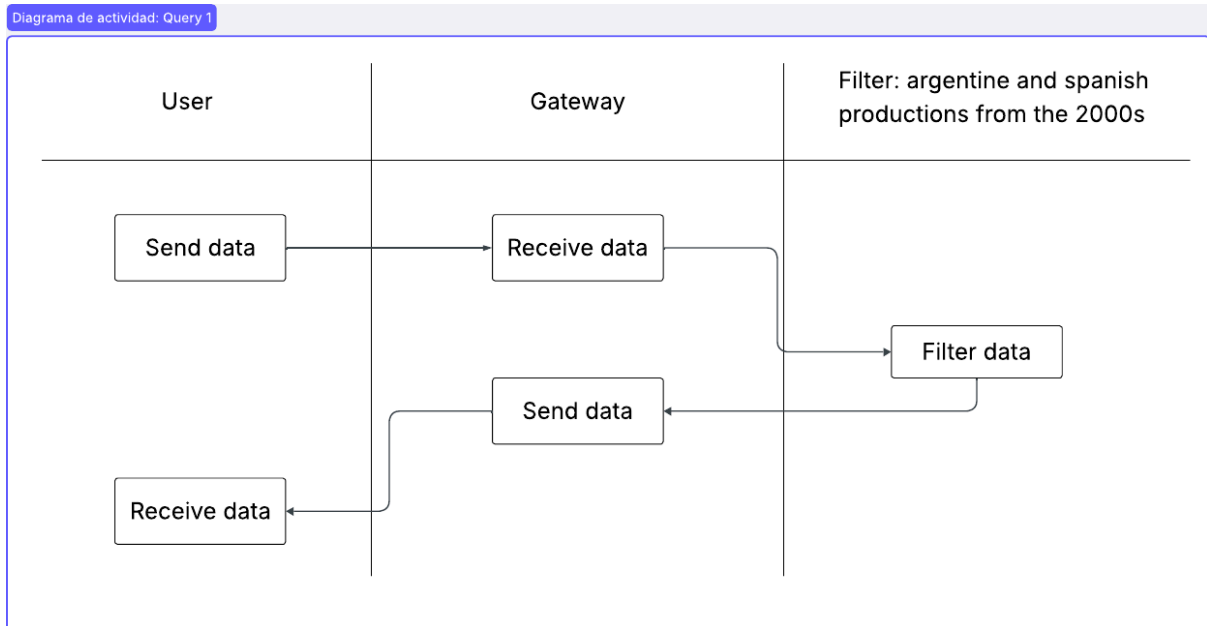 Diagrama de actividad: Query 1
User
Gateway
Filter: argentine and spanish
productions from the 2000s
Send data
Receive data
Filter data
Send data
Receive data